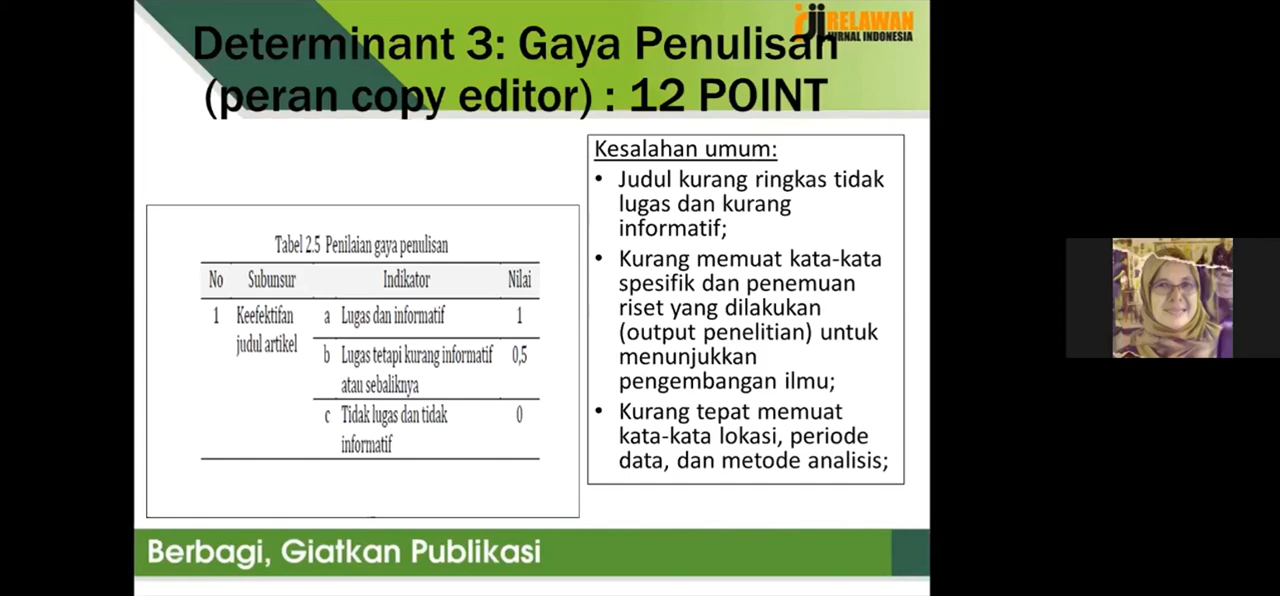 RELAWAN
JURNAL INDONESIA
Determinant 3: Gaya Penulisan
(peran copy editor) : 12 POINT
Tabel 2.5 Penilaian gaya penulisan
No Subunsur Indikator Nilai
1 Keefektifan a Lugas dan informatif 1
judul artikel
b Lugas tetapi kurang informatif 0,5
atau sebaliknya
c Tidak lugas dan tidak 0
informatif
Kesalahan umum:
• Judul kurang ringkas tidak
lugas dan kurang
informatif;
• Kurang memuat kata-kata
spesifik dan penemuan
riset yang dilakukan
(output penelitian) untuk
menunjukkan
pengembangan ilmu;
• Kurang tepat memuat
kata-kata lokasi, periode
data, dan metode analisis;
Berbagi, Giatkan Publikasi